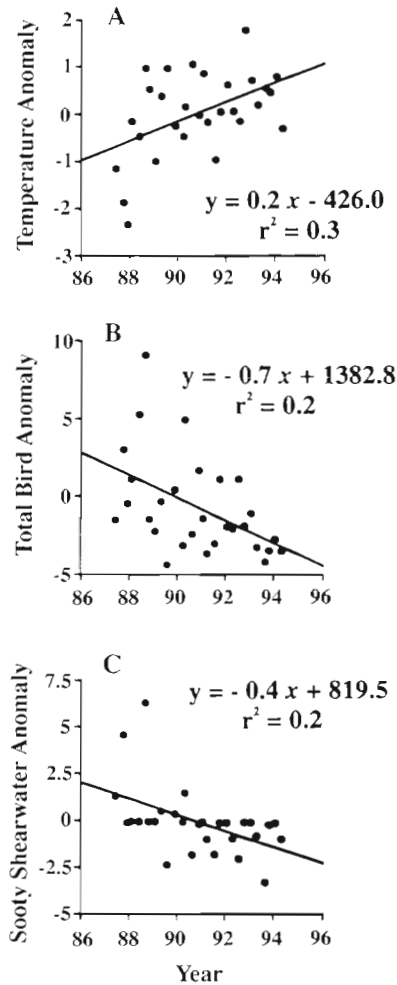 A
Temperature Anomaly
2
1
0
-1
-2
-3
y = 0.2 x - 426.0
r² = 0.3
86 88 90 92 94 96
B
Total Bird Anomaly
10
5
0
-5
y = - 0.7 x + 1382.8
r² = 0.2
86 88 90 92 94 96
C
Sooty Shearwater Anomaly
7.5
5
2.5
0
-2.5
-5
y = - 0.4 x + 819.5
r² = 0.2
86 88 90 92 94 96
Year